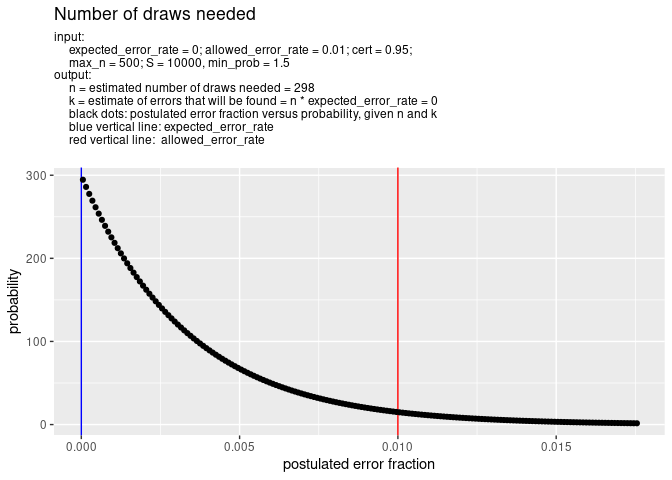 Number of draws needed
input:
expected_error_rate = 0; allowed_error_rate = 0.01; cert = 0.95;
max_n = 500; S = 10000, min_prob = 1.5
output:
n = estimated number of draws needed = 298
k = estimate of errors that will be found = n * expected_error_rate = 0
black dots: postulated error fraction versus probability, given n and k
blue vertical line: expected_error_rate
red vertical line:  allowed_error_rate
300
200
100
0
probability
0.000 0.005 0.010 0.015
postulated error fraction